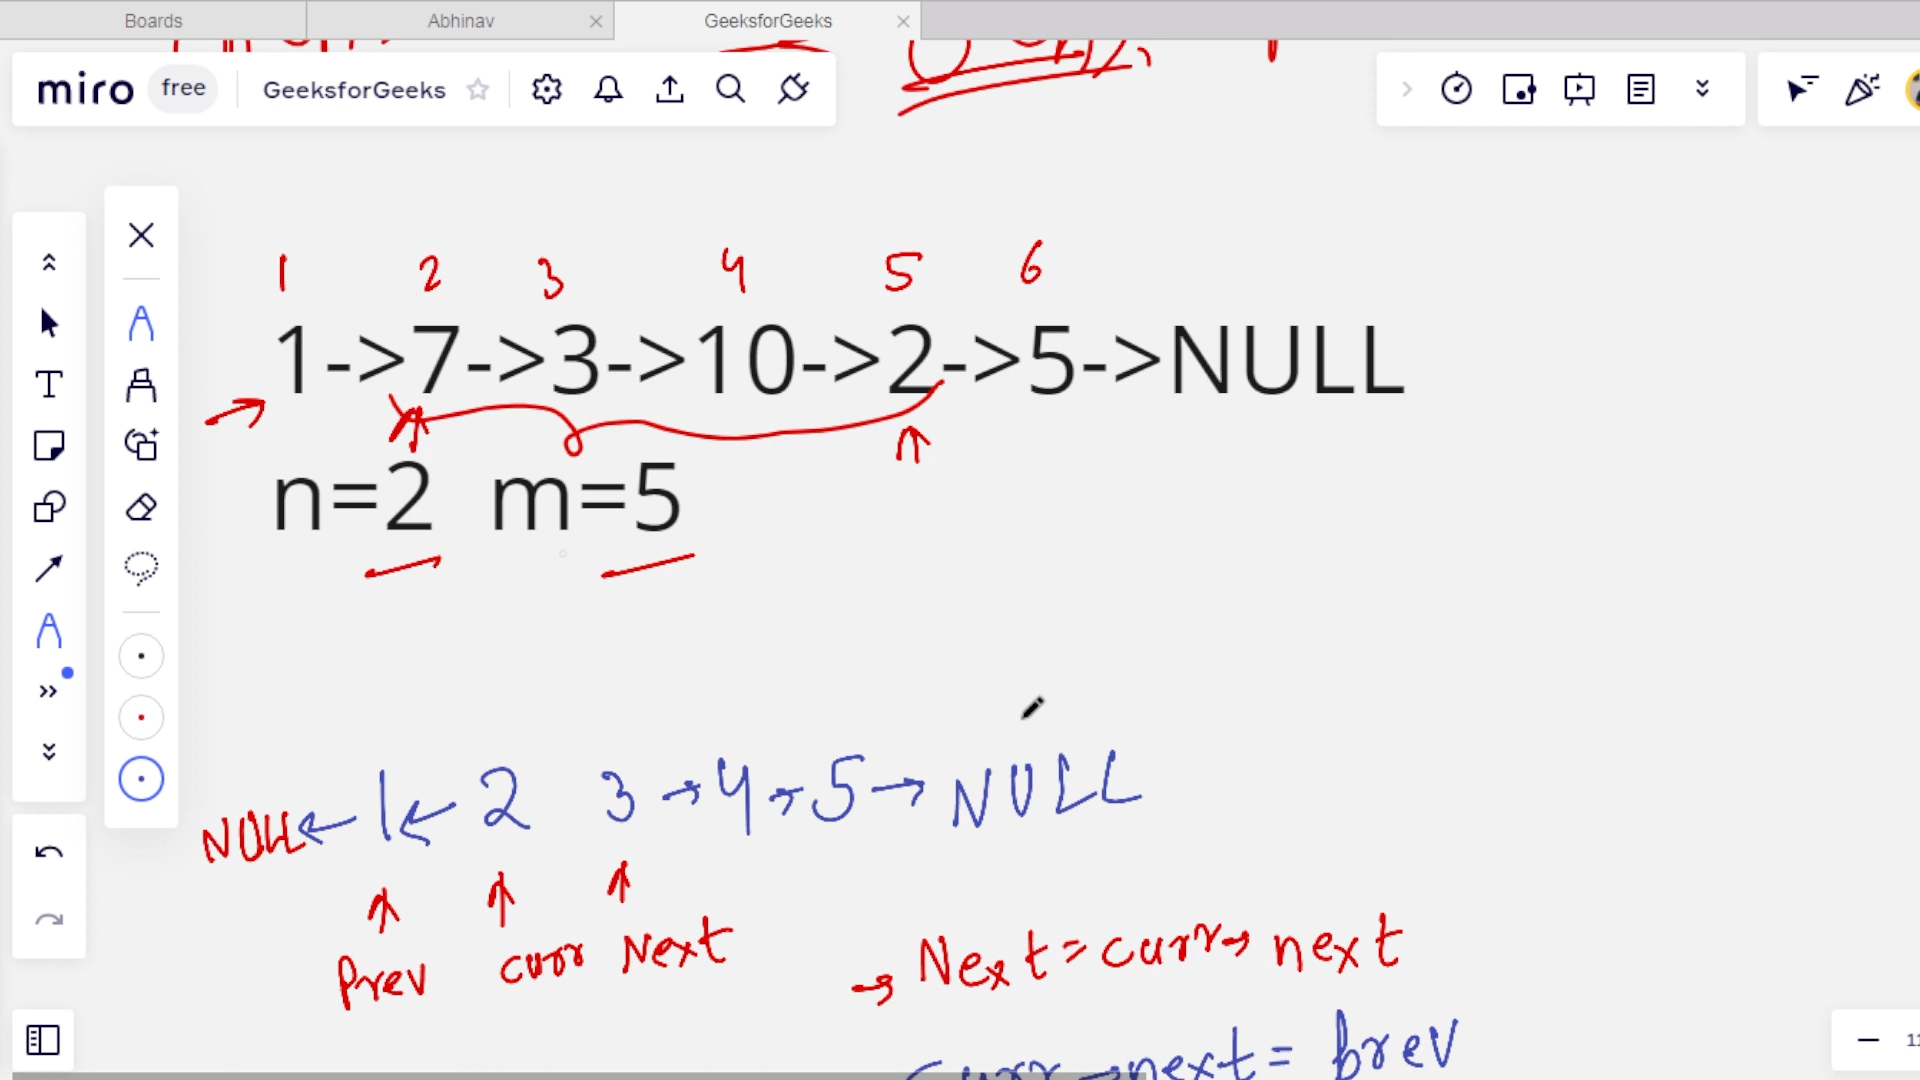 Boards Abhinav GeeksforGeeks
miro free GeeksforGeeks
1 2 3 4 5 6
1->7->3->10->2->5->NULL
n=2 m=5
NULL ← 1 ← 2 3 → 4 → 5 → NULL
Prev curr Next
→ Next = curr → next
curr → next = prev